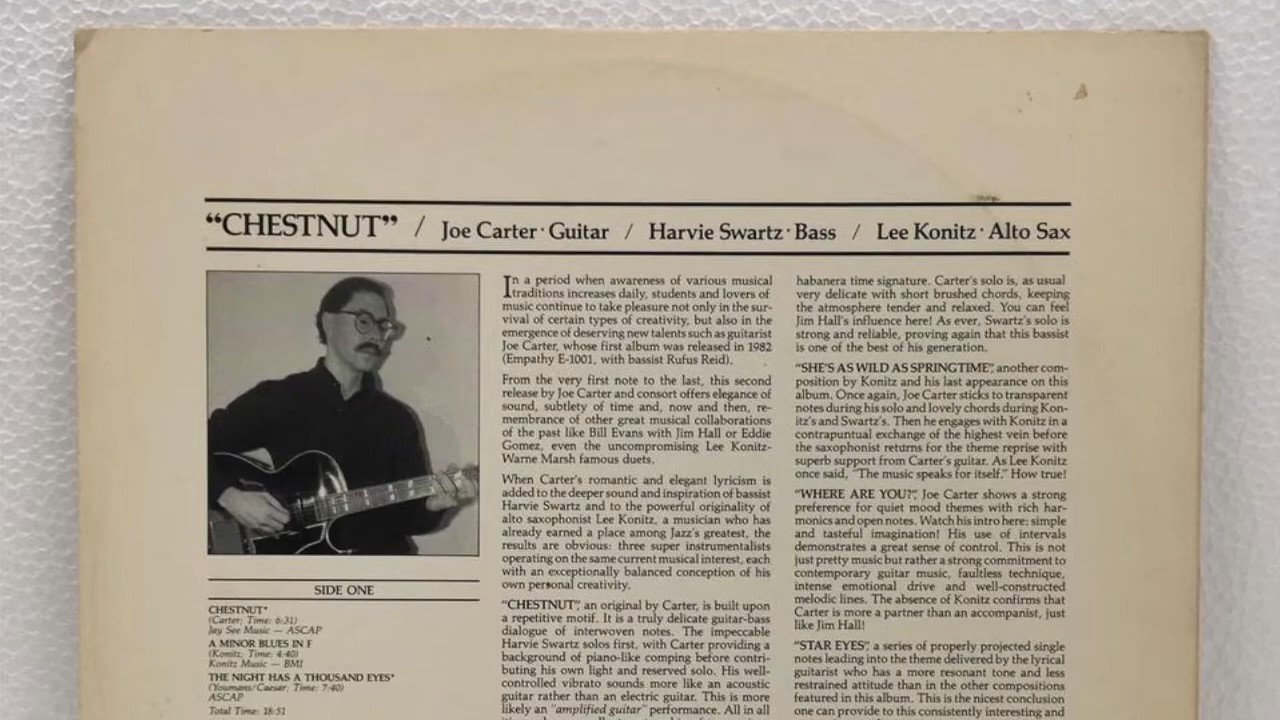 “CHESTNUT” / Joe Carter · Guitar / Harvie Swartz · Bass / Lee Konitz · Alto Sax
SIDE ONE
CHESTNUT*
(Carter; Time: 6:31)
Jay See Music — ASCAP
A MINOR BLUES IN F
(Konitz; Time: 4:40)
Konitz Music — BMI
THE NIGHT HAS A THOUSAND EYES*
(Youmans/Caesar; Time: 7:40)
ASCAP
Total Time: 18:51
In a period when awareness of various musical
traditions increases daily, students and lovers of
music continue to take pleasure not only in the sur-
vival of certain types of creativity, but also in the
emergence of deserving new talents such as guitarist
Joe Carter, whose first album was released in 1982
(Empathy E-1001, with bassist Rufus Reid).
From the very first note to the last, this second
release by Joe Carter and consort offers elegance of
sound, subtlety of time and, now and then, re-
membrance of other great musical collaborations
of the past like Bill Evans with Jim Hall or Eddie
Gomez, even the uncompromising Lee Konitz-
Warne Marsh famous duets.
When Carter's romantic and elegant lyricism is
added to the deeper sound and inspiration of bassist
Harvie Swartz and to the powerful originality of
alto saxophonist Lee Konitz, a musician who has
already earned a place among Jazz's greatest, the
results are obvious: three super instrumentalists
operating on the same current musical interest, each
with an exceptionally balanced conception of his
own personal creativity.
“CHESTNUT”, an original by Carter, is built upon
a repetitive motif. It is a truly delicate guitar-bass
dialogue of interwoven notes. The impeccable
Harvie Swartz solos first, with Carter providing a
background of piano-like comping before contri-
buting his own light and reserved solo. His well-
controlled vibrato sounds more like an acoustic
guitar rather than an electric guitar. This is more
likely an "amplified guitar" performance. All in all
habanera time signature. Carter's solo is, as usual
very delicate with short brushed chords, keeping
the atmosphere tender and relaxed. You can feel
Jim Hall's influence here! As ever, Swartz's solo is
strong and reliable, proving again that this bassist
is one of the best of his generation.
“SHE'S AS WILD AS SPRINGTIME”, another com-
position by Konitz and his last appearance on this
album. Once again, Joe Carter sticks to transparent
notes during his solo and lovely chords during Kon-
itz's and Swartz's. Then he engages with Konitz in a
contrapuntual exchange of the highest vein before
the saxophonist returns for the theme reprise with
superb support from Carter's guitar. As Lee Konitz
once said, “The music speaks for itself.” How true!
“WHERE ARE YOU?”, Joe Carter shows a strong
preference for quiet mood themes with rich har-
monics and open notes. Watch his intro here: simple
and tasteful imagination! His use of intervals
demonstrates a great sense of control. This is not
just pretty music but rather a strong commitment to
contemporary guitar music, faultless technique,
intense emotional drive and well-constructed
melodic lines. The absence of Konitz confirms that
Carter is more a partner than an accompanist, just
like Jim Hall!
“STAR EYES”, a series of properly projected single
notes leading into the theme delivered by the lyrical
guitarist who has a more resonant tone and less
restrained attitude than in the other compositions
featured in this album. This is the nicest conclusion
one can provide to this consistently interesting and